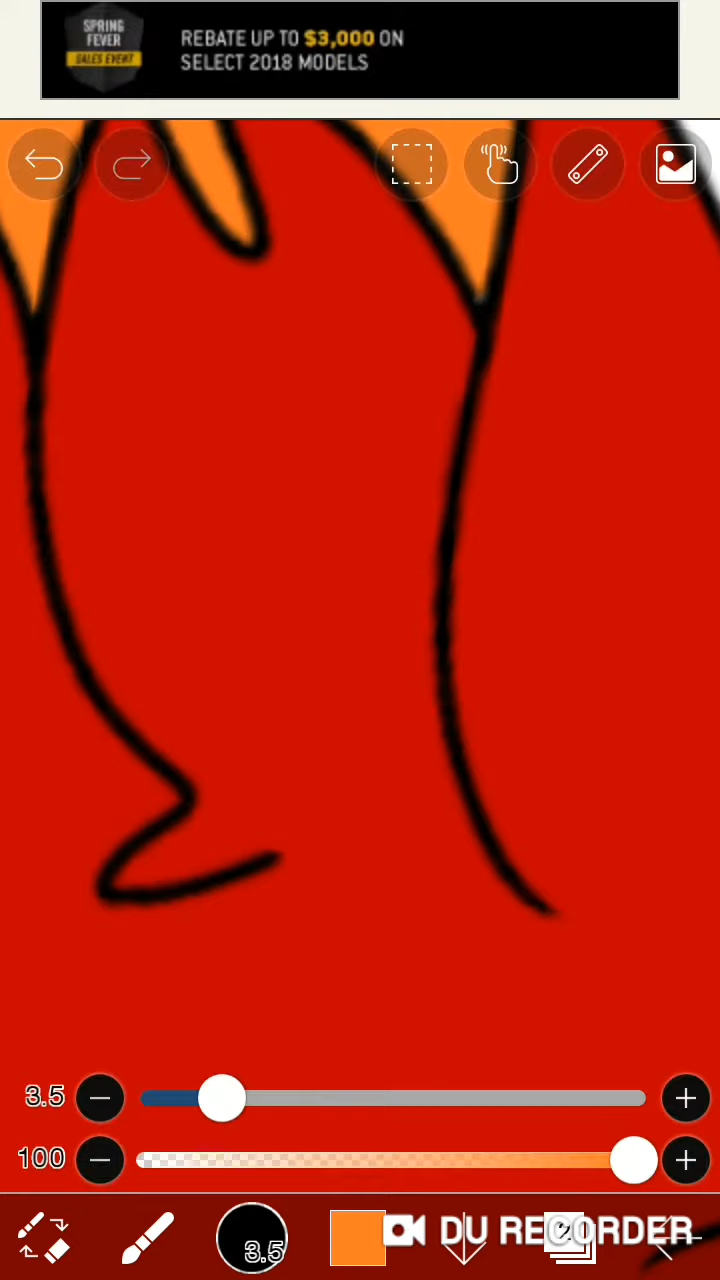 SPRING
FEVER
SALES EVENT
REBATE UP TO $3,000 ON
SELECT 2018 MODELS
3.5
100
3.5
DU RECORDER
2